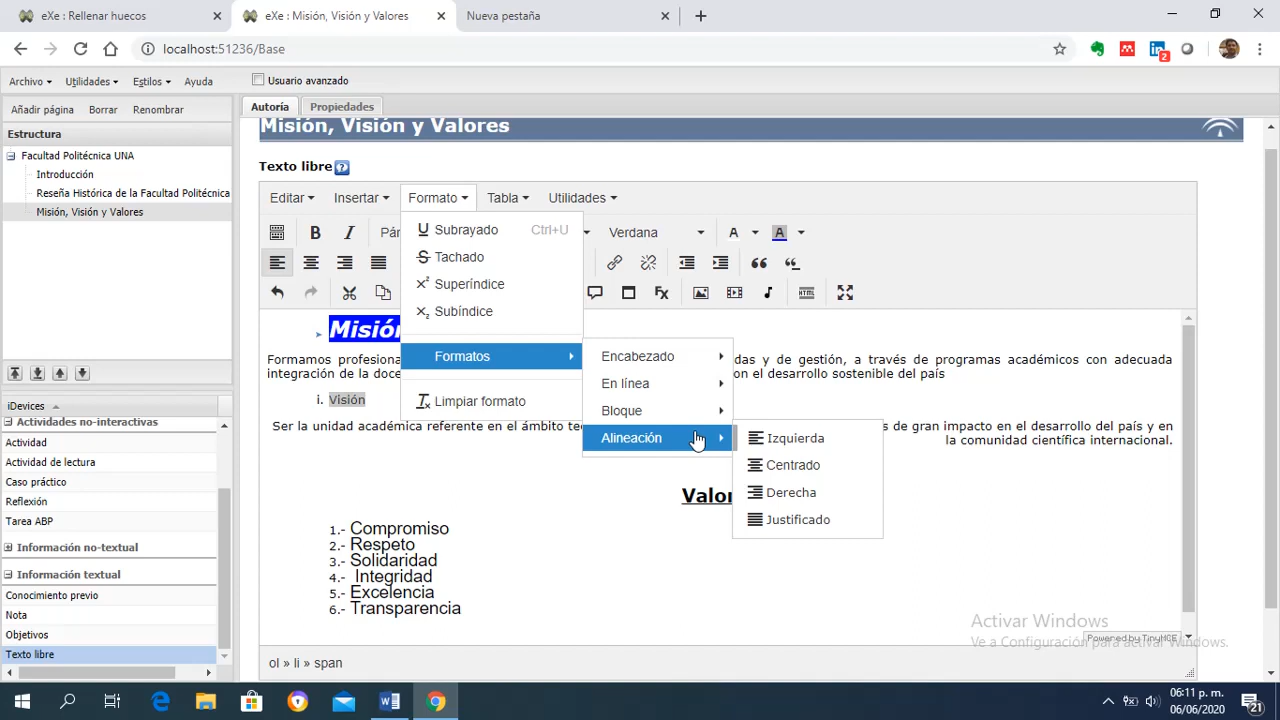 eXe : Rellenar huecos
eXe : Misión, Visión y Valores
Nueva pestaña
localhost:51236/Base
2
Archivo
Utilidades
Estilos
Ayuda
Usuario avanzado
Añadir página
Borrar
Renombrar
Autoría
Propiedades
Estructura
Facultad Politécnica UNA
Introducción
Reseña Histórica de la Facultad Politécnica
Misión, Visión y Valores
iDevices
Actividades no-interactivas
Actividad
Actividad de lectura
Caso práctico
Reflexión
Tarea ABP
Información no-textual
Información textual
Conocimiento previo
Nota
Objetivos
Texto libre
Misión, Visión y Valores
Texto libre
Editar
Insertar
Formato
Tabla
Utilidades
Verdana
HTML
Subrayado Ctrl+U
Tachado
Superíndice
Subíndice
Formatos
Limpiar formato
Encabezado
En línea
Bloque
Alineación
Izquierda
Centrado
Derecha
Justificado
Formamos
y de gestión, a través de programas académicos con adecuada
integración de la
con el desarrollo sostenible del país
i. Visión
Ser la unidad académica referente en el ámbito
de gran impacto en el desarrollo del país y en
la comunidad científica internacional.
1.- Compromiso
2.- Respeto
3.- Solidaridad
4.- Integridad
5.- Excelencia
6.- Transparencia
Powered by TinyMCE
ol » li » span
Activar Windows
Ve a Configuración para activar Windows.
06:11 p. m.
06/06/2020
21